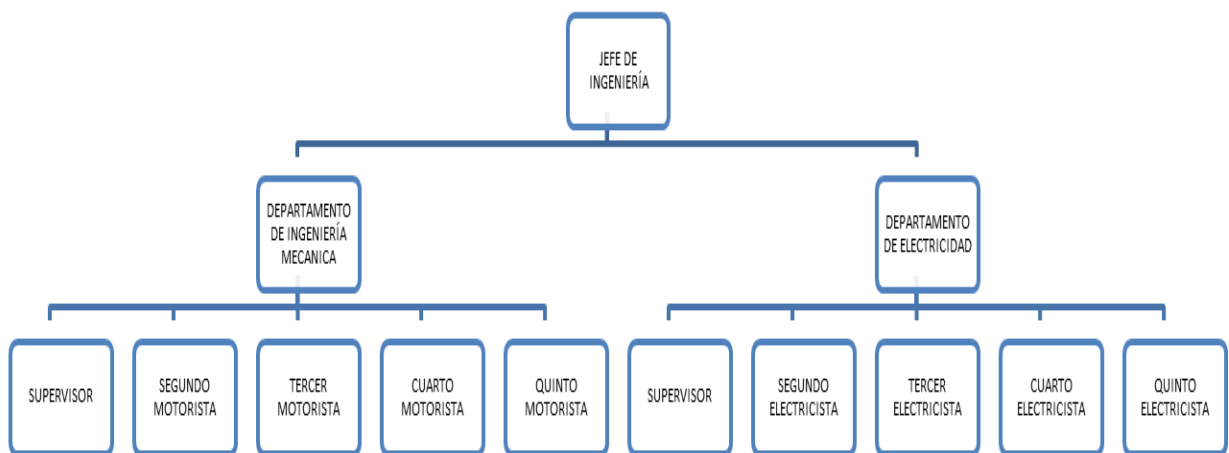 JEFE DE
INGENIERÍA
DEPARTAMENTO
DE INGENIERÍA
MECANICA
DEPARTAMENTO
DE ELECTRICIDAD
SUPERVISOR
SEGUNDO
MOTORISTA
TERCER
MOTORISTA
CUARTO
MOTORISTA
QUINTO
MOTORISTA
SUPERVISOR
SEGUNDO
ELECTRICISTA
TERCER
ELECTRICISTA
CUARTO
ELECTRICISTA
QUINTO
ELECTRICISTA